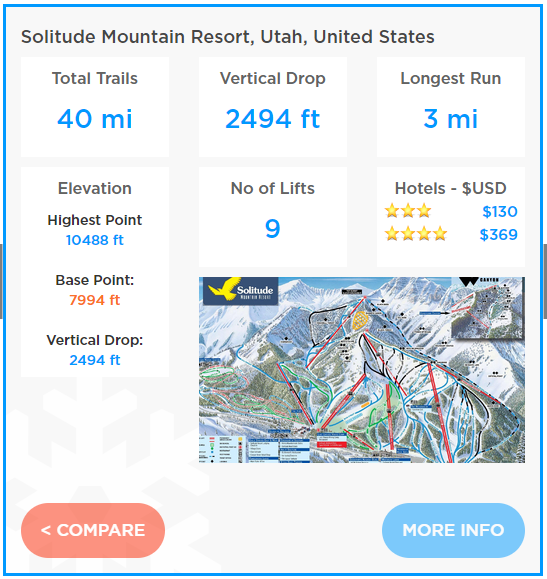 Solitude Mountain Resort, Utah, United States
Total Trails
40 mi
Vertical Drop
2494 ft
Longest Run
3 mi
Elevation
Highest Point
10488 ft
Base Point:
7994 ft
Vertical Drop:
2494 ft
No of Lifts
9
Hotels - $USD
$130
$369
Solitude
MOUNTAIN RESORT
CANYON
< COMPARE
MORE INFO